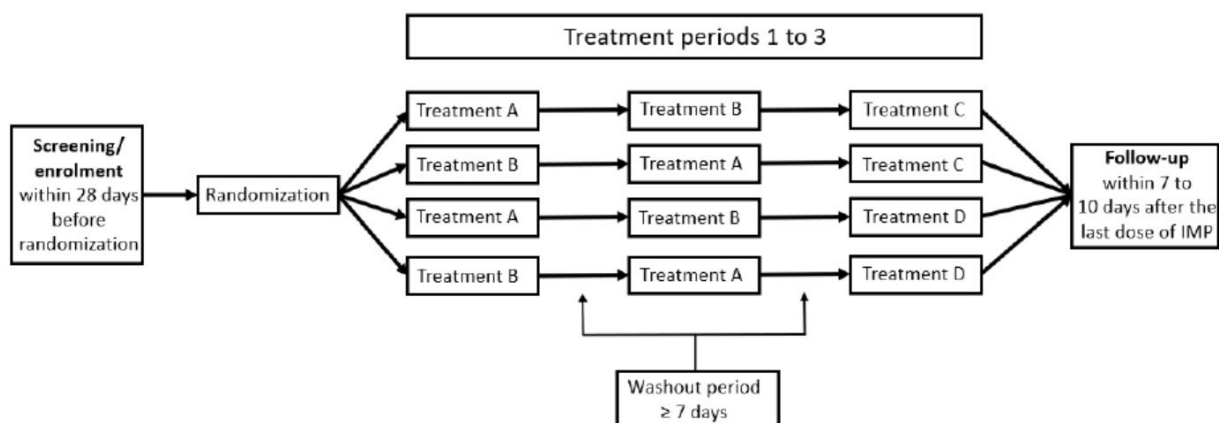 Treatment periods 1 to 3
Screening/
enrolment
within 28 days
before
randomization
Randomization
Treatment A
Treatment B
Treatment C
Treatment B
Treatment A
Treatment C
Treatment A
Treatment B
Treatment D
Treatment B
Treatment A
Treatment D
Follow-up
within 7 to
10 days after the
last dose of IMP
Washout period
≥ 7 days